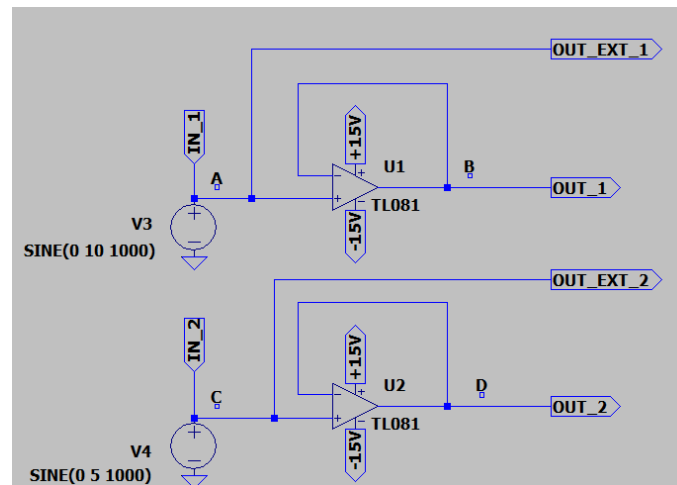 OUT_EXT_1
IN_1
+15V
A
U1
B
OUT_1
V3
-15V
TL081
SINE(0 10 1000)
OUT_EXT_2
IN_2
+15V
C
U2
D
OUT_2
V4
-15V
TL081
SINE(0 5 1000)